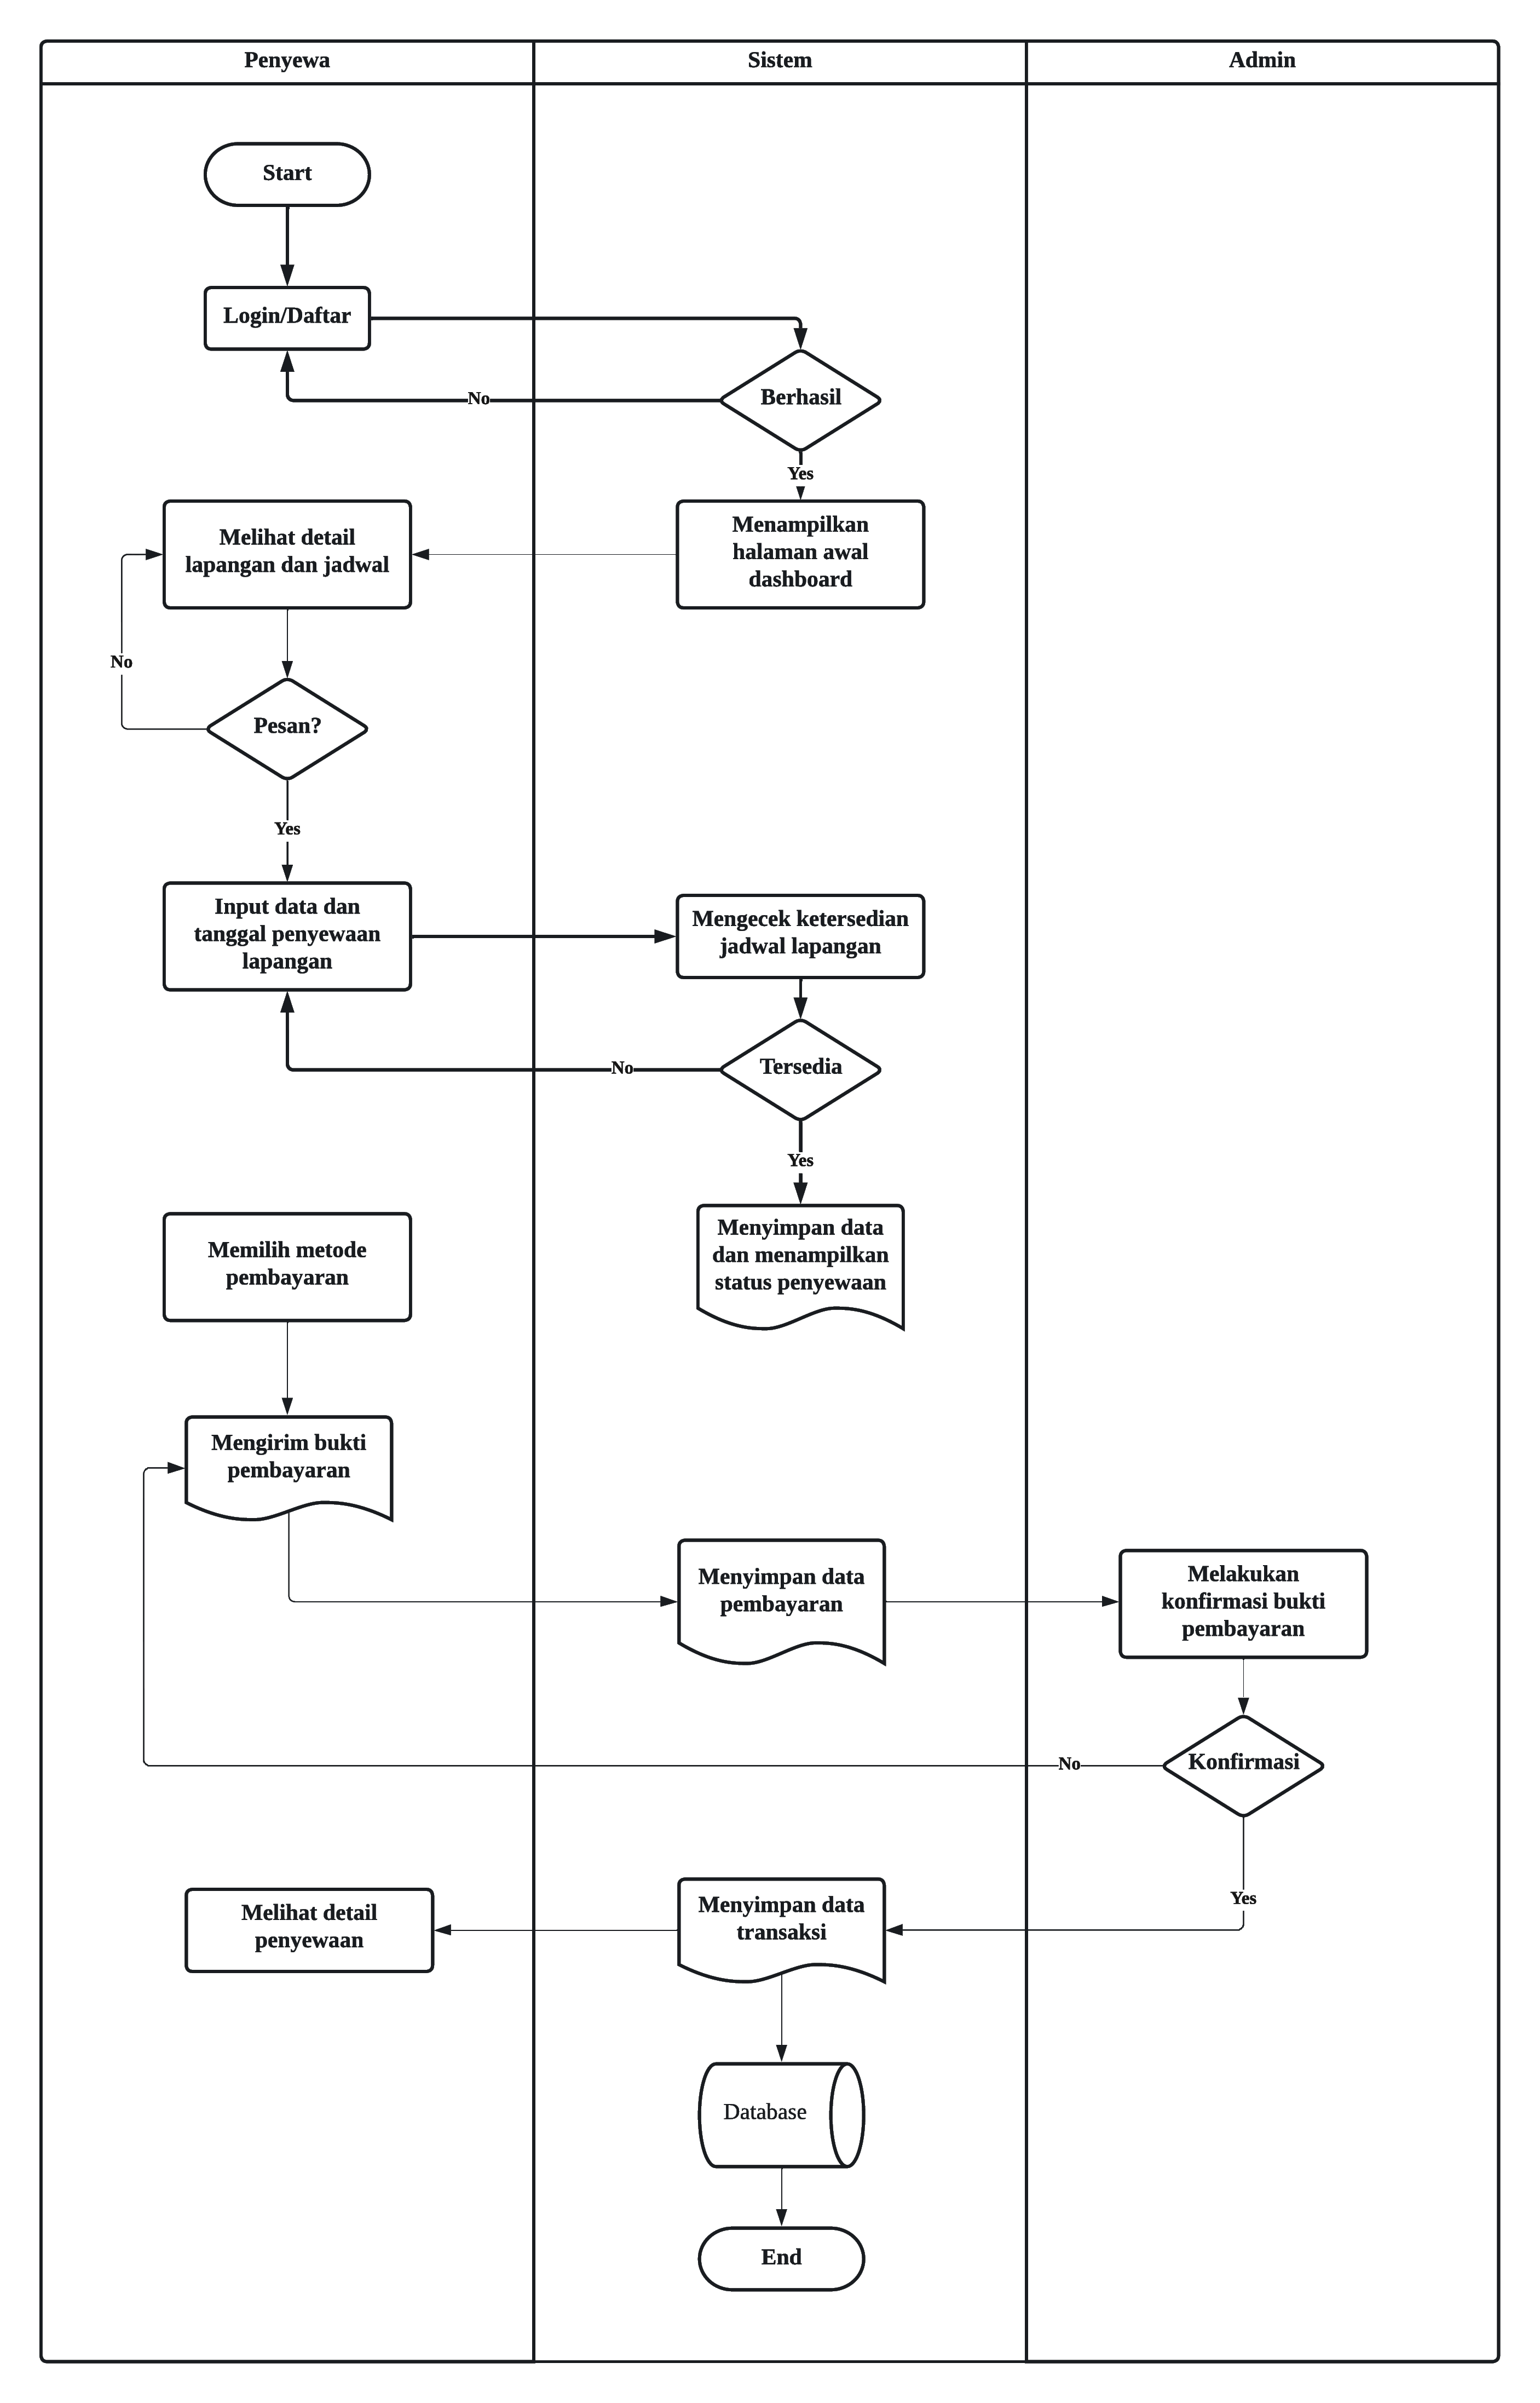 Penyewa
Sistem
Admin
Start
Login/Daftar
Berhasil
No
Yes
Melihat detail
lapangan dan jadwal
Menampilkan
halaman awal
dashboard
No
Pesan?
Yes
Input data dan
tanggal penyewaan
lapangan
Mengecek ketersedian
jadwal lapangan
Tersedia
No
Yes
Memilih metode
pembayaran
Menyimpan data
dan menampilkan
status penyewaan
Mengirim bukti
pembayaran
Menyimpan data
pembayaran
Melakukan
konfirmasi bukti
pembayaran
No
Konfirmasi
Yes
Melihat detail
penyewaan
Menyimpan data
transaksi
Database
End